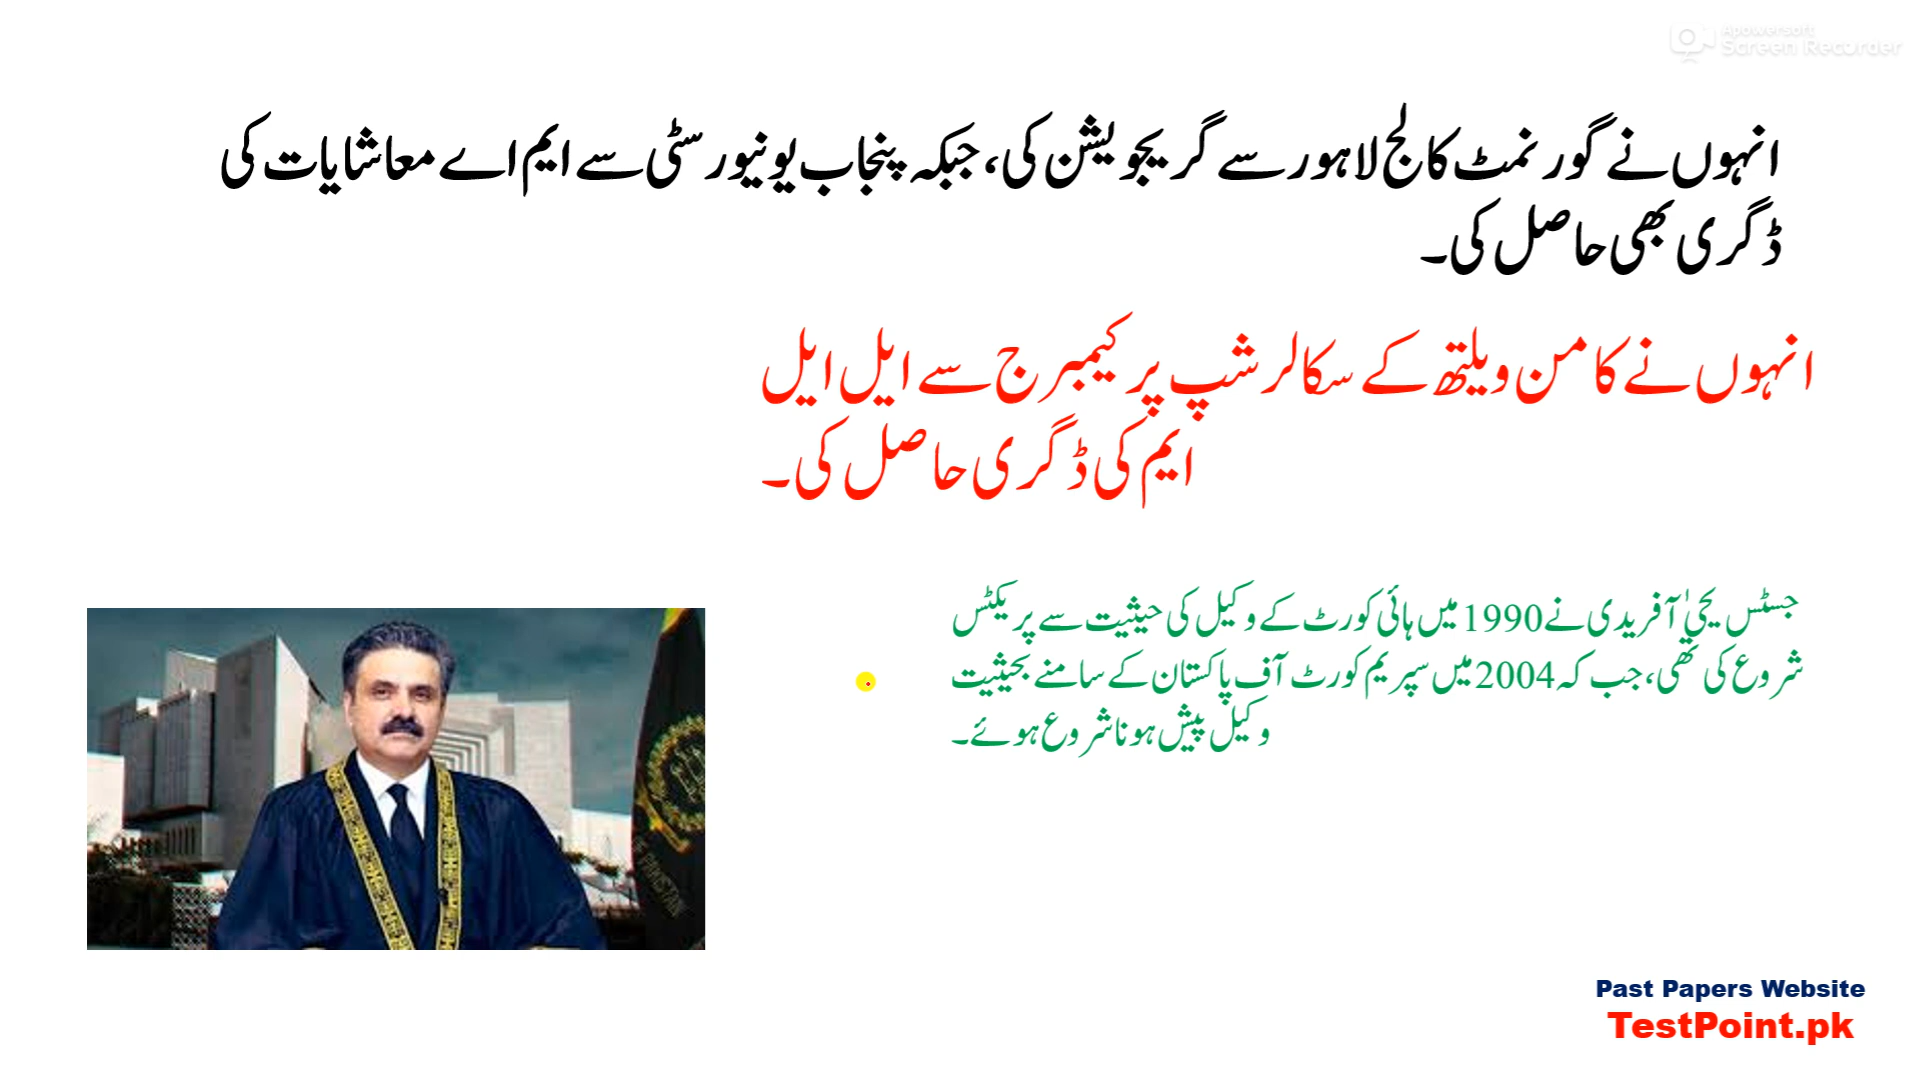 Apowersoft
Screen Recorder
انہوں نے گورنمنٹ کالج لاہور سے گریجویشن کی، جبکہ پنجاب یونیورسٹی سے ایم اے معاشایات کی
ڈگری بھی حاصل کی۔
انہوں نے کامن ویلتھ کے سکالرشپ پر کیمبرج سے ایل ایل
ایم کی ڈگری حاصل کی۔
جسٹس یحییٰ آفریدی نے 1990 میں ہائی کورٹ کے وکیل کی حیثیت سے پریکٹس
شروع کی تھی، جب کہ 2004 میں سپریم کورٹ آف پاکستان کے سامنے بحیثیت
وکیل پیش ہونا شروع ہوئے۔
Past Papers Website
TestPoint.pk